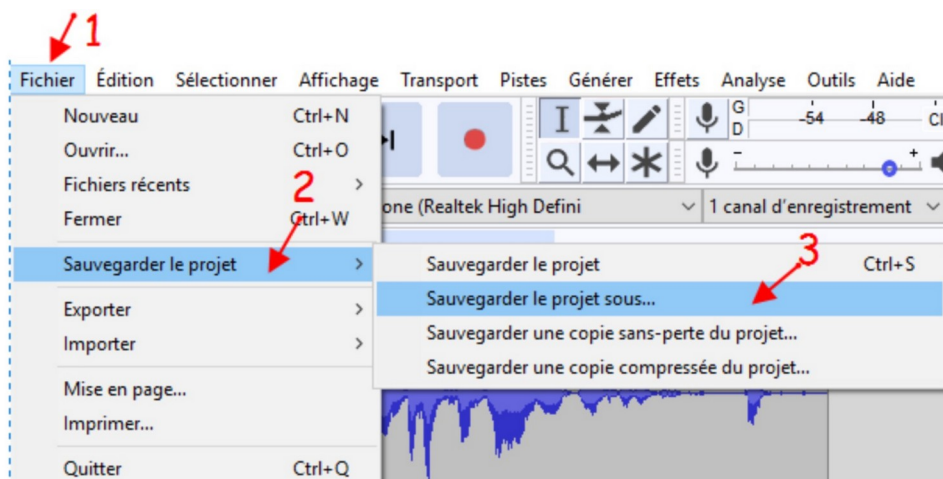 1
Fichier Édition Sélectionner Affichage Transport Pistes Générer Effets Analyse Outils Aide
Nouveau Ctrl+N
G
D
-54 -48
Ouvrir... Ctrl+O
Fichiers récents >
2
- +
Fermer Ctrl+W
one (Realtek High Defini 1 canal d'enregistrement
Sauvegarder le projet >
3
Sauvegarder le projet Ctrl+S
Sauvegarder le projet sous...
Exporter >
Importer >
Sauvegarder une copie sans-perte du projet...
Sauvegarder une copie compressée du projet...
Mise en page...
Imprimer...
Quitter Ctrl+Q